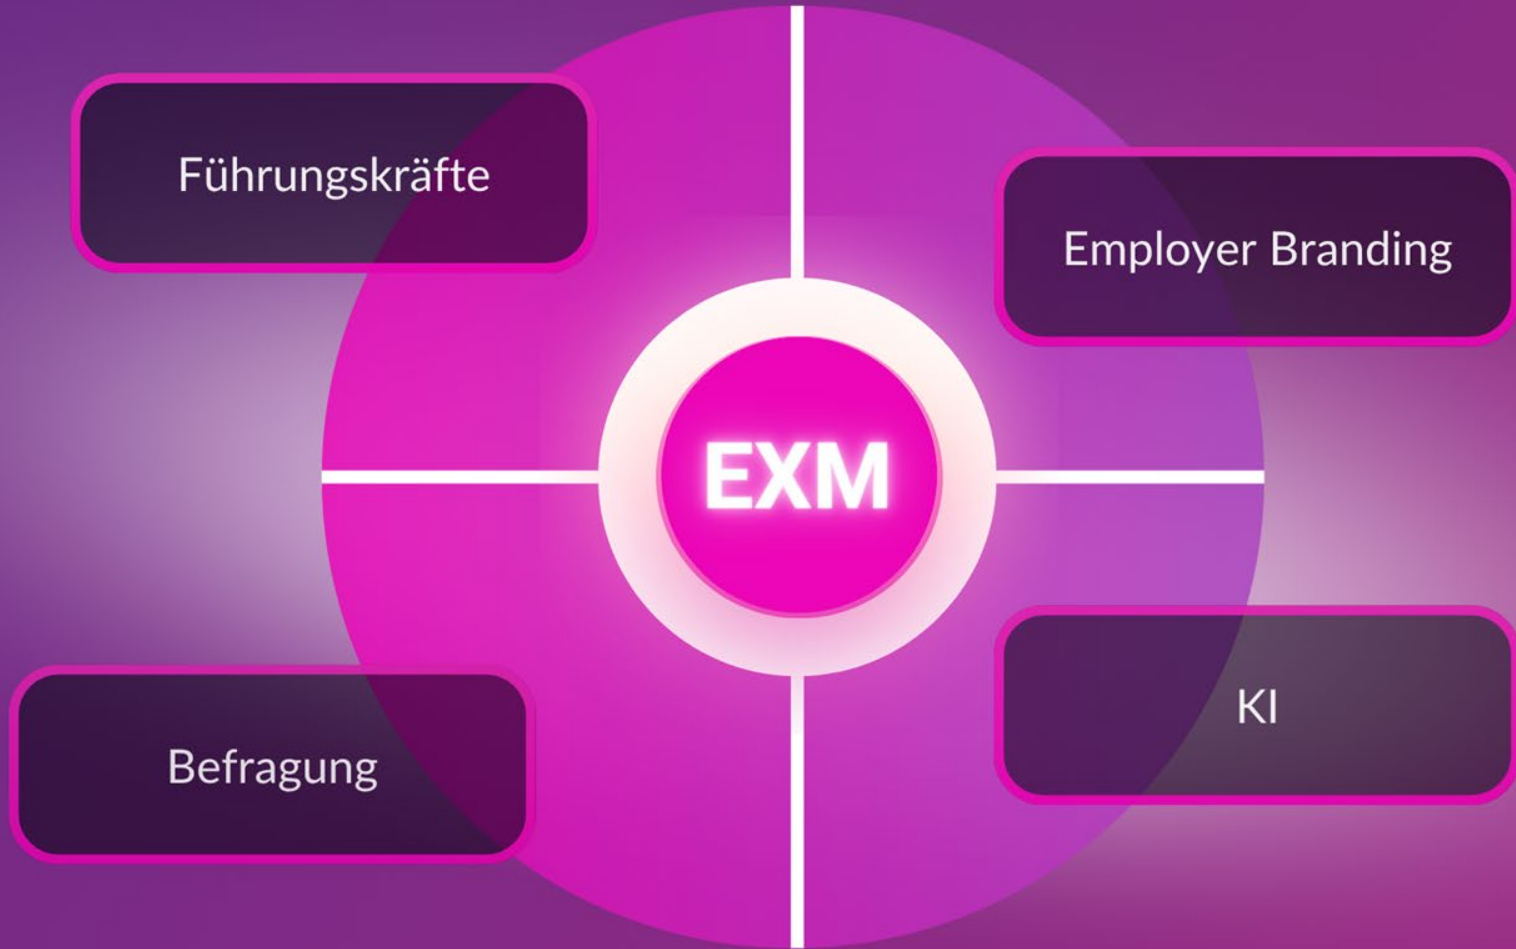 Führungskräfte
Employer Branding
EXM
Befragung
KI